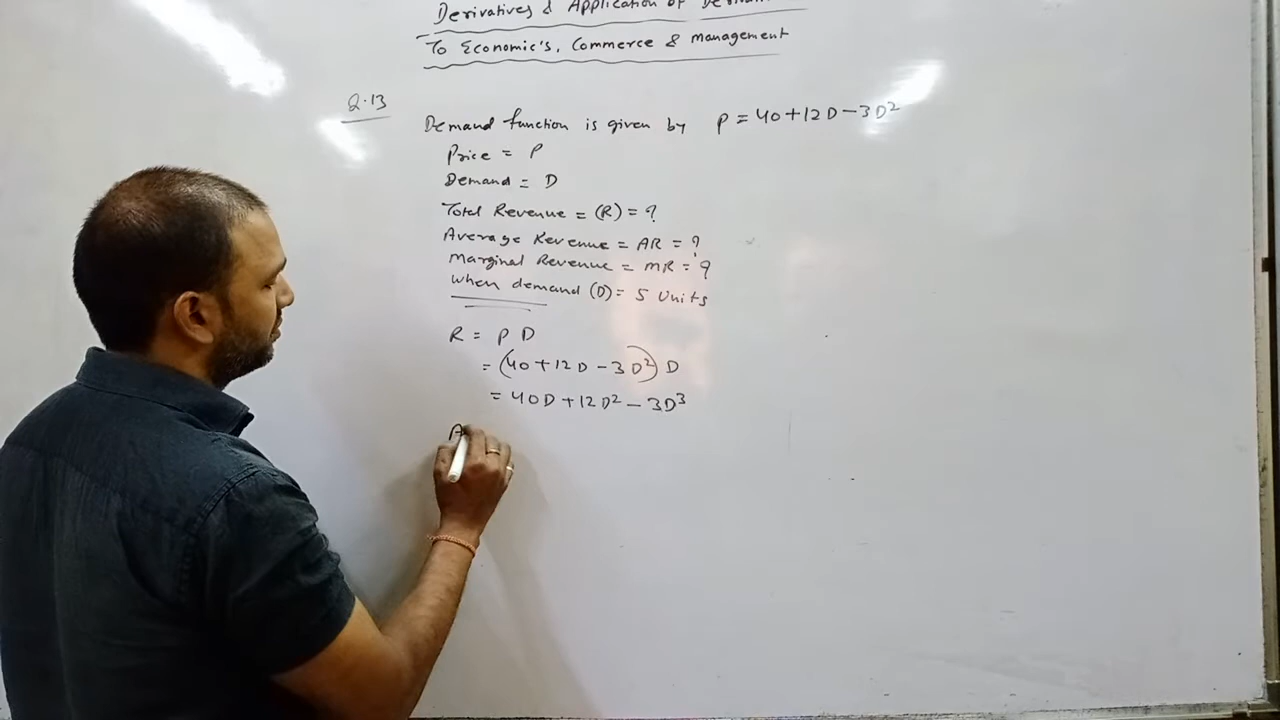 Derivatives & Application of
To Economic's, Commerce & management
Q.13
Demand function is given by P = 40+12D-3D²
Price = P
Demand = D
Total Revenue = (R) = ?
Average Revenue = AR = ?
Marginal Revenue = MR = ?
when demand (D) = 5 Units
R = P D
= (40+12D-3D²) D
= 40D+12D²-3D³
A